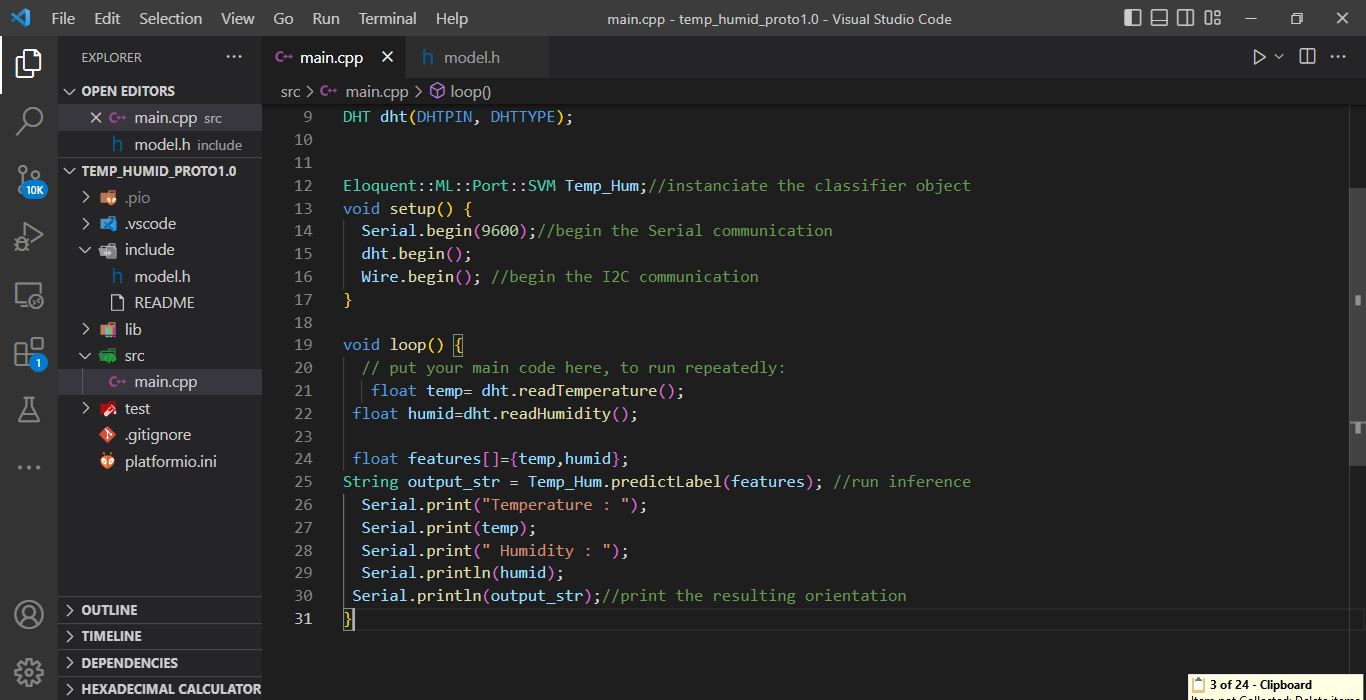 File Edit Selection View Go Run Terminal Help main.cpp - temp_humid_proto1.0 - Visual Studio Code
EXPLORER
OPEN EDITORS
main.cpp src
model.h include
TEMP_HUMID_PROTO1.0
.pio
.vscode
include
model.h
README
lib
src
main.cpp
test
.gitignore
platformio.ini
OUTLINE
TIMELINE
DEPENDENCIES
HEXADECIMAL CALCULATOR
10K
1
main.cpp model.h
src > main.cpp > loop()
9 DHT dht(DHTPIN, DHTTYPE);
10
11
12 Eloquent::ML::Port::SVM Temp_Hum;//instanciate the classifier object
13 void setup() {
14 Serial.begin(9600);//begin the Serial communication
15 dht.begin();
16 Wire.begin(); //begin the I2C communication
17 }
18
19 void loop() {
20 // put your main code here, to run repeatedly:
21 float temp= dht.readTemperature();
22 float humid=dht.readHumidity();
23
24 float features[]={temp,humid};
25 String output_str = Temp_Hum.predictLabel(features); //run inference
26 Serial.print("Temperature : ");
27 Serial.print(temp);
28 Serial.print(" Humidity : ");
29 Serial.println(humid);
30 Serial.println(output_str);//print the resulting orientation
31 }
3 of 24 - Clipboard